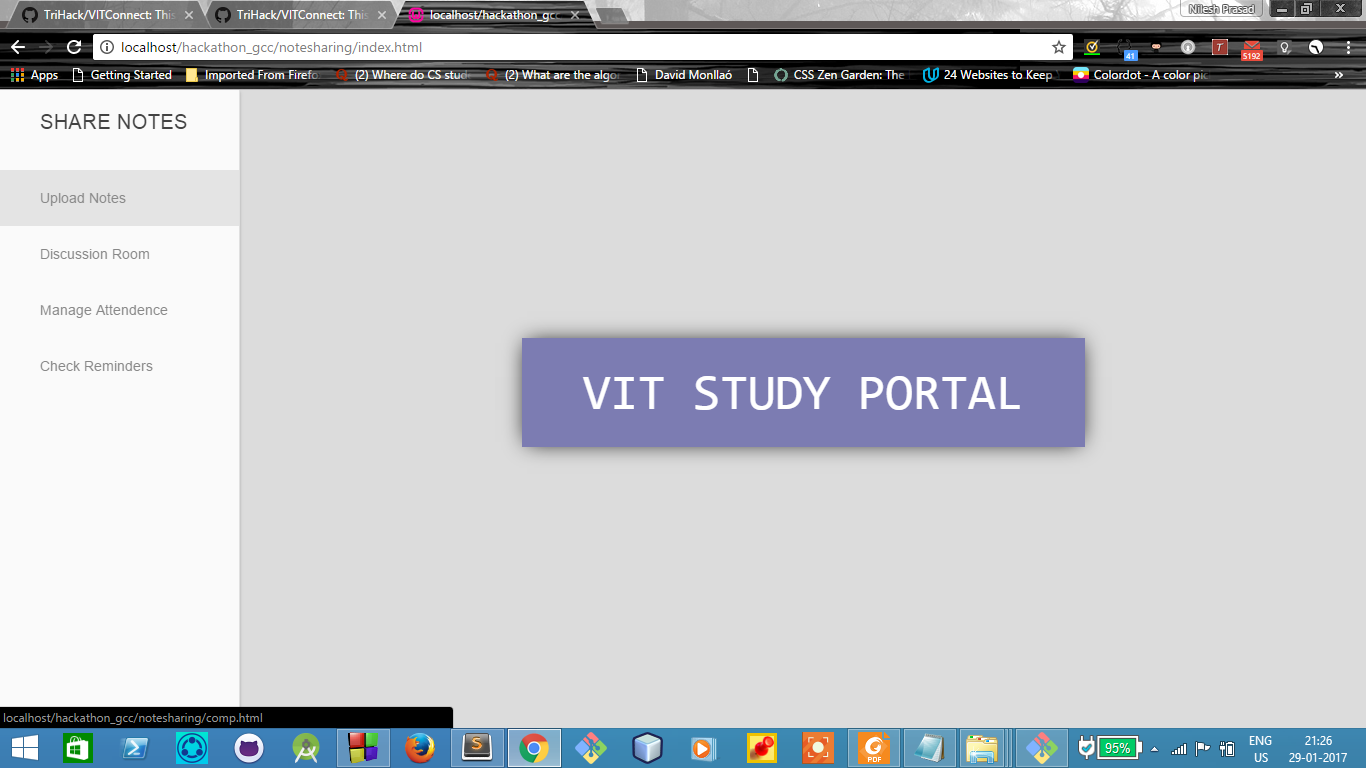 TriHack/VITConnect: This
TriHack/VITConnect: This
localhost/hackathon_gcc
Nilesh Prasad
localhost/hackathon_gcc/notesharing/index.html
41
T
5192
Apps
Getting Started
Imported From Firefo
(2) Where do CS stud
(2) What are the algo
David Monllaó
CSS Zen Garden: The
24 Websites to Keep
Colordot - A color pic
»
SHARE NOTES
Upload Notes
Discussion Room
Manage Attendence
Check Reminders
VIT STUDY PORTAL
localhost/hackathon_gcc/notesharing/comp.html
S
PDF
95%
ENG
US
21:26
29-01-2017